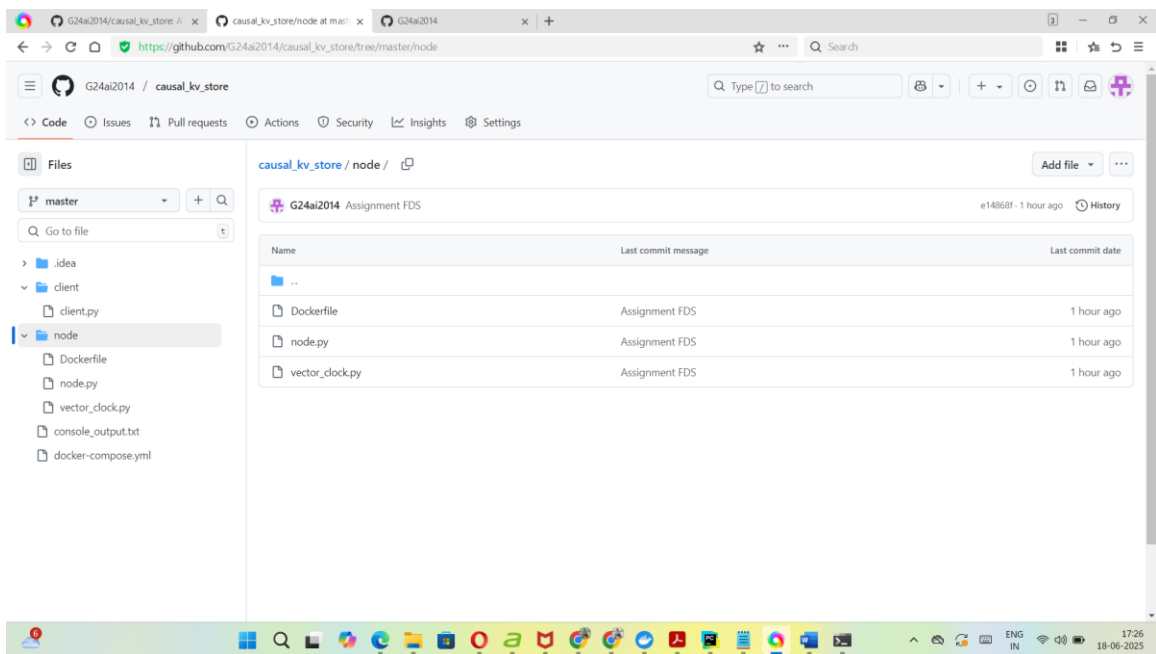 G24ai2014/causal_kv_store: A
causal_kv_store/node at mast
G24ai2014
3
https://github.com/G24ai2014/causal_kv_store/tree/master/node
Search
G24ai2014 / causal_kv_store
Type / to search
Code Issues Pull requests Actions Security Insights Settings
Files
causal_kv_store / node /
Add file
master
G24ai2014 Assignment FDS
e14868f · 1 hour ago History
Go to file
t
Name Last commit message Last commit date
.idea
..
client
client.py
Dockerfile Assignment FDS 1 hour ago
node
node.py Assignment FDS 1 hour ago
Dockerfile
vector_clock.py Assignment FDS 1 hour ago
node.py
vector_clock.py
console_output.txt
docker-compose.yml
6
ENG
IN
17:26
18-06-2025